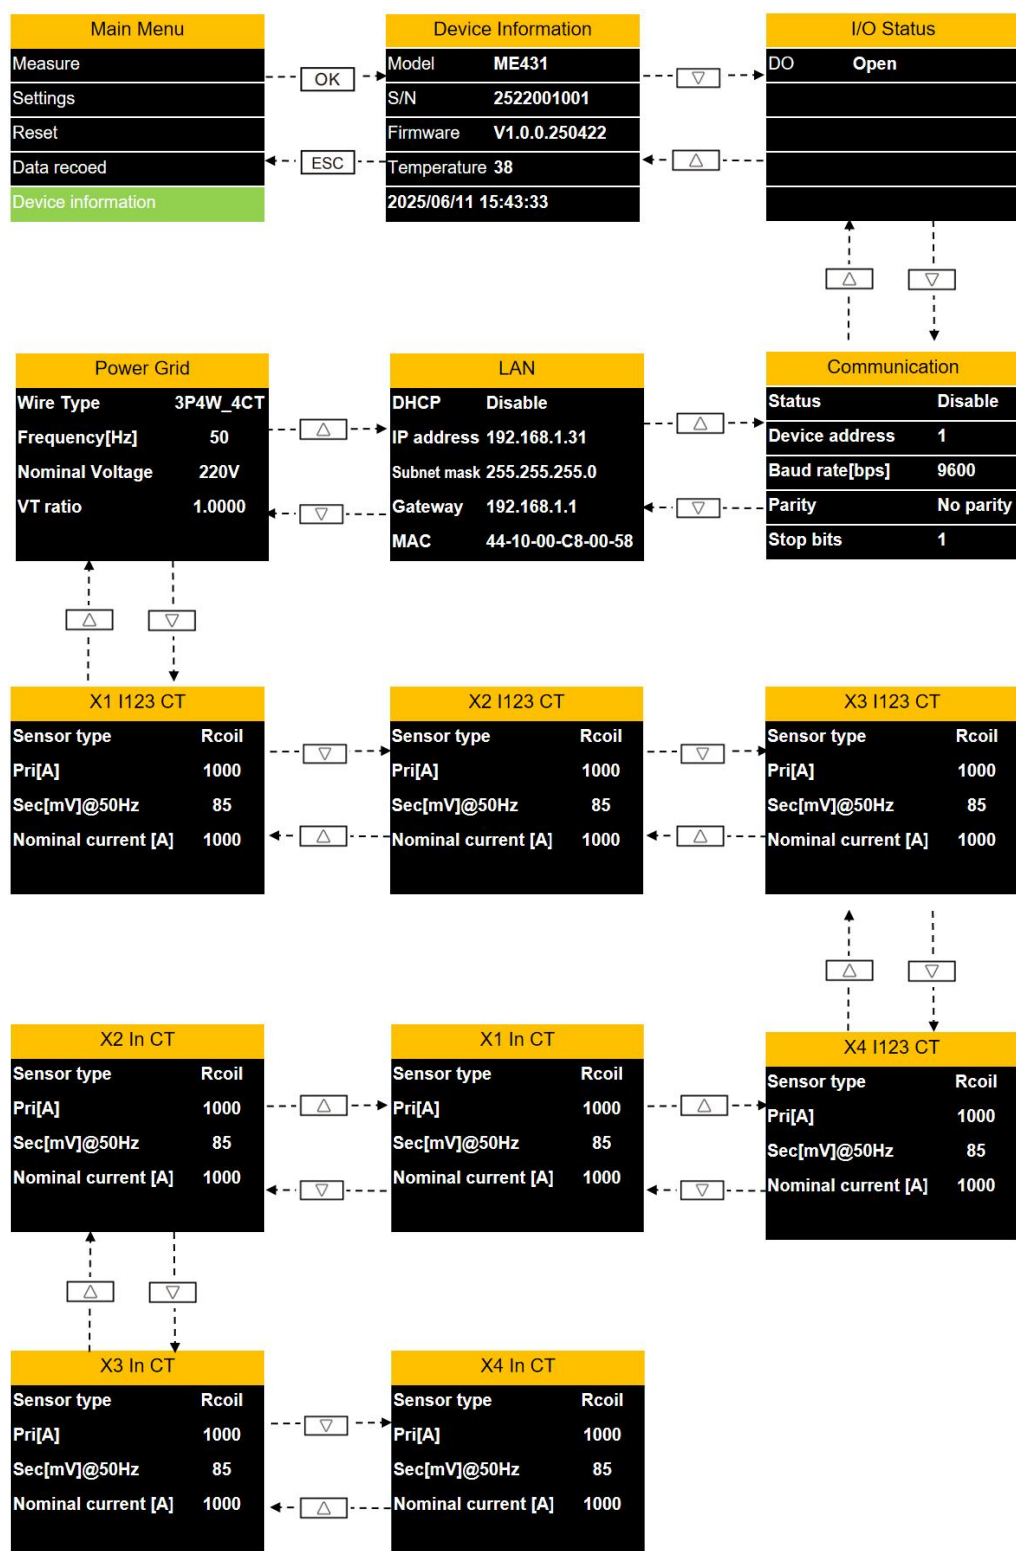 Main Menu
Measure
Settings
Reset
Data recoed
Device information
OK
ESC
Device Information
Model ME431
S/N 2522001001
Firmware V1.0.0.250422
Temperature 38
2025/06/11 15:43:33
I/O Status
DO Open
Power Grid
Wire Type 3P4W_4CT
Frequency[Hz] 50
Nominal Voltage 220V
VT ratio 1.0000
LAN
DHCP Disable
IP address 192.168.1.31
Subnet mask 255.255.255.0
Gateway 192.168.1.1
MAC 44-10-00-C8-00-58
Communication
Status Disable
Device address 1
Baud rate[bps] 9600
Parity No parity
Stop bits 1
X1 I123 CT
Sensor type Rcoil
Pri[A] 1000
Sec[mV]@50Hz 85
Nominal current [A] 1000
X2 I123 CT
Sensor type Rcoil
Pri[A] 1000
Sec[mV]@50Hz 85
Nominal current [A] 1000
X3 I123 CT
Sensor type Rcoil
Pri[A] 1000
Sec[mV]@50Hz 85
Nominal current [A] 1000
X2 In CT
Sensor type Rcoil
Pri[A] 1000
Sec[mV]@50Hz 85
Nominal current [A] 1000
X1 In CT
Sensor type Rcoil
Pri[A] 1000
Sec[mV]@50Hz 85
Nominal current [A] 1000
X4 I123 CT
Sensor type Rcoil
Pri[A] 1000
Sec[mV]@50Hz 85
Nominal current [A] 1000
X3 In CT
Sensor type Rcoil
Pri[A] 1000
Sec[mV]@50Hz 85
Nominal current [A] 1000
X4 In CT
Sensor type Rcoil
Pri[A] 1000
Sec[mV]@50Hz 85
Nominal current [A] 1000